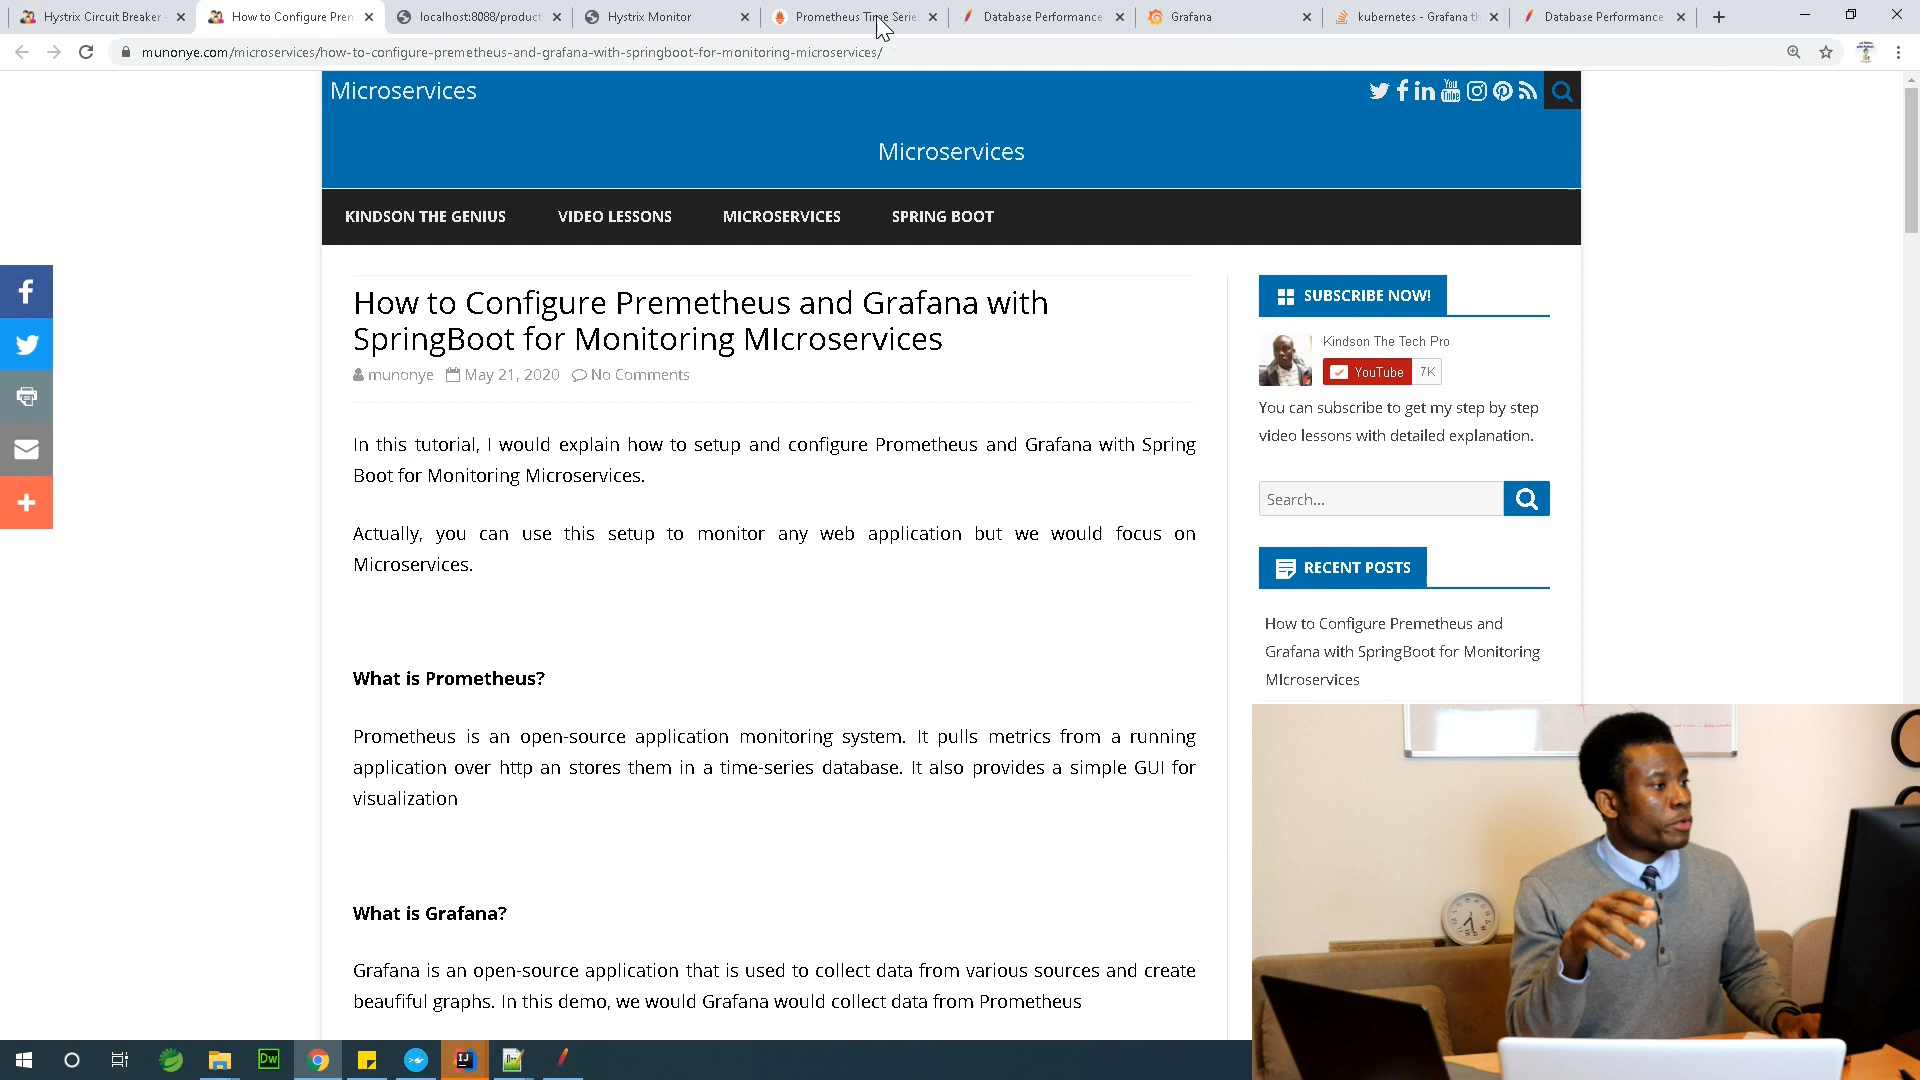 Hystrix Circuit Breaker -
How to Configure Pren
localhost:8088/product
Hystrix Monitor
Prometheus Time Serie
Database Performance
Grafana
kubernetes - Grafana th
Database Performance
munonye.com/microservices/how-to-configure-premetheus-and-grafana-with-springboot-for-monitoring-microservices/
Microservices
You Tube
Microservices
KINDSON THE GENIUS
VIDEO LESSONS
MICROSERVICES
SPRING BOOT
How to Configure Premetheus and Grafana with
SpringBoot for Monitoring MIcroservices
munonye May 21, 2020 No Comments
In this tutorial, I would explain how to setup and configure Prometheus and Grafana with Spring
Boot for Monitoring Microservices.
Actually, you can use this setup to monitor any web application but we would focus on
Microservices.
What is Prometheus?
Prometheus is an open-source application monitoring system. It pulls metrics from a running
application over http an stores them in a time-series database. It also provides a simple GUI for
visualization
What is Grafana?
Grafana is an open-source application that is used to collect data from various sources and create
beaufiful graphs. In this demo, we would Grafana would collect data from Prometheus
SUBSCRIBE NOW!
Kindson The Tech Pro
YouTube 7K
You can subscribe to get my step by step
video lessons with detailed explanation.
Search...
RECENT POSTS
How to Configure Premetheus and
Grafana with SpringBoot for Monitoring
MIcroservices
Dw
IJ